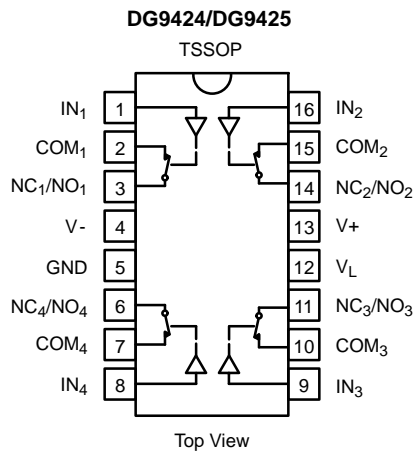 DG9424/DG9425
TSSOP
IN₁ 1 16 IN₂
COM₁ 2 15 COM₂
NC₁/NO₁ 3 14 NC₂/NO₂
V- 4 13 V+
GND 5 12 V_L
NC₄/NO₄ 6 11 NC₃/NO₃
COM₄ 7 10 COM₃
IN₄ 8 9 IN₃
Top View